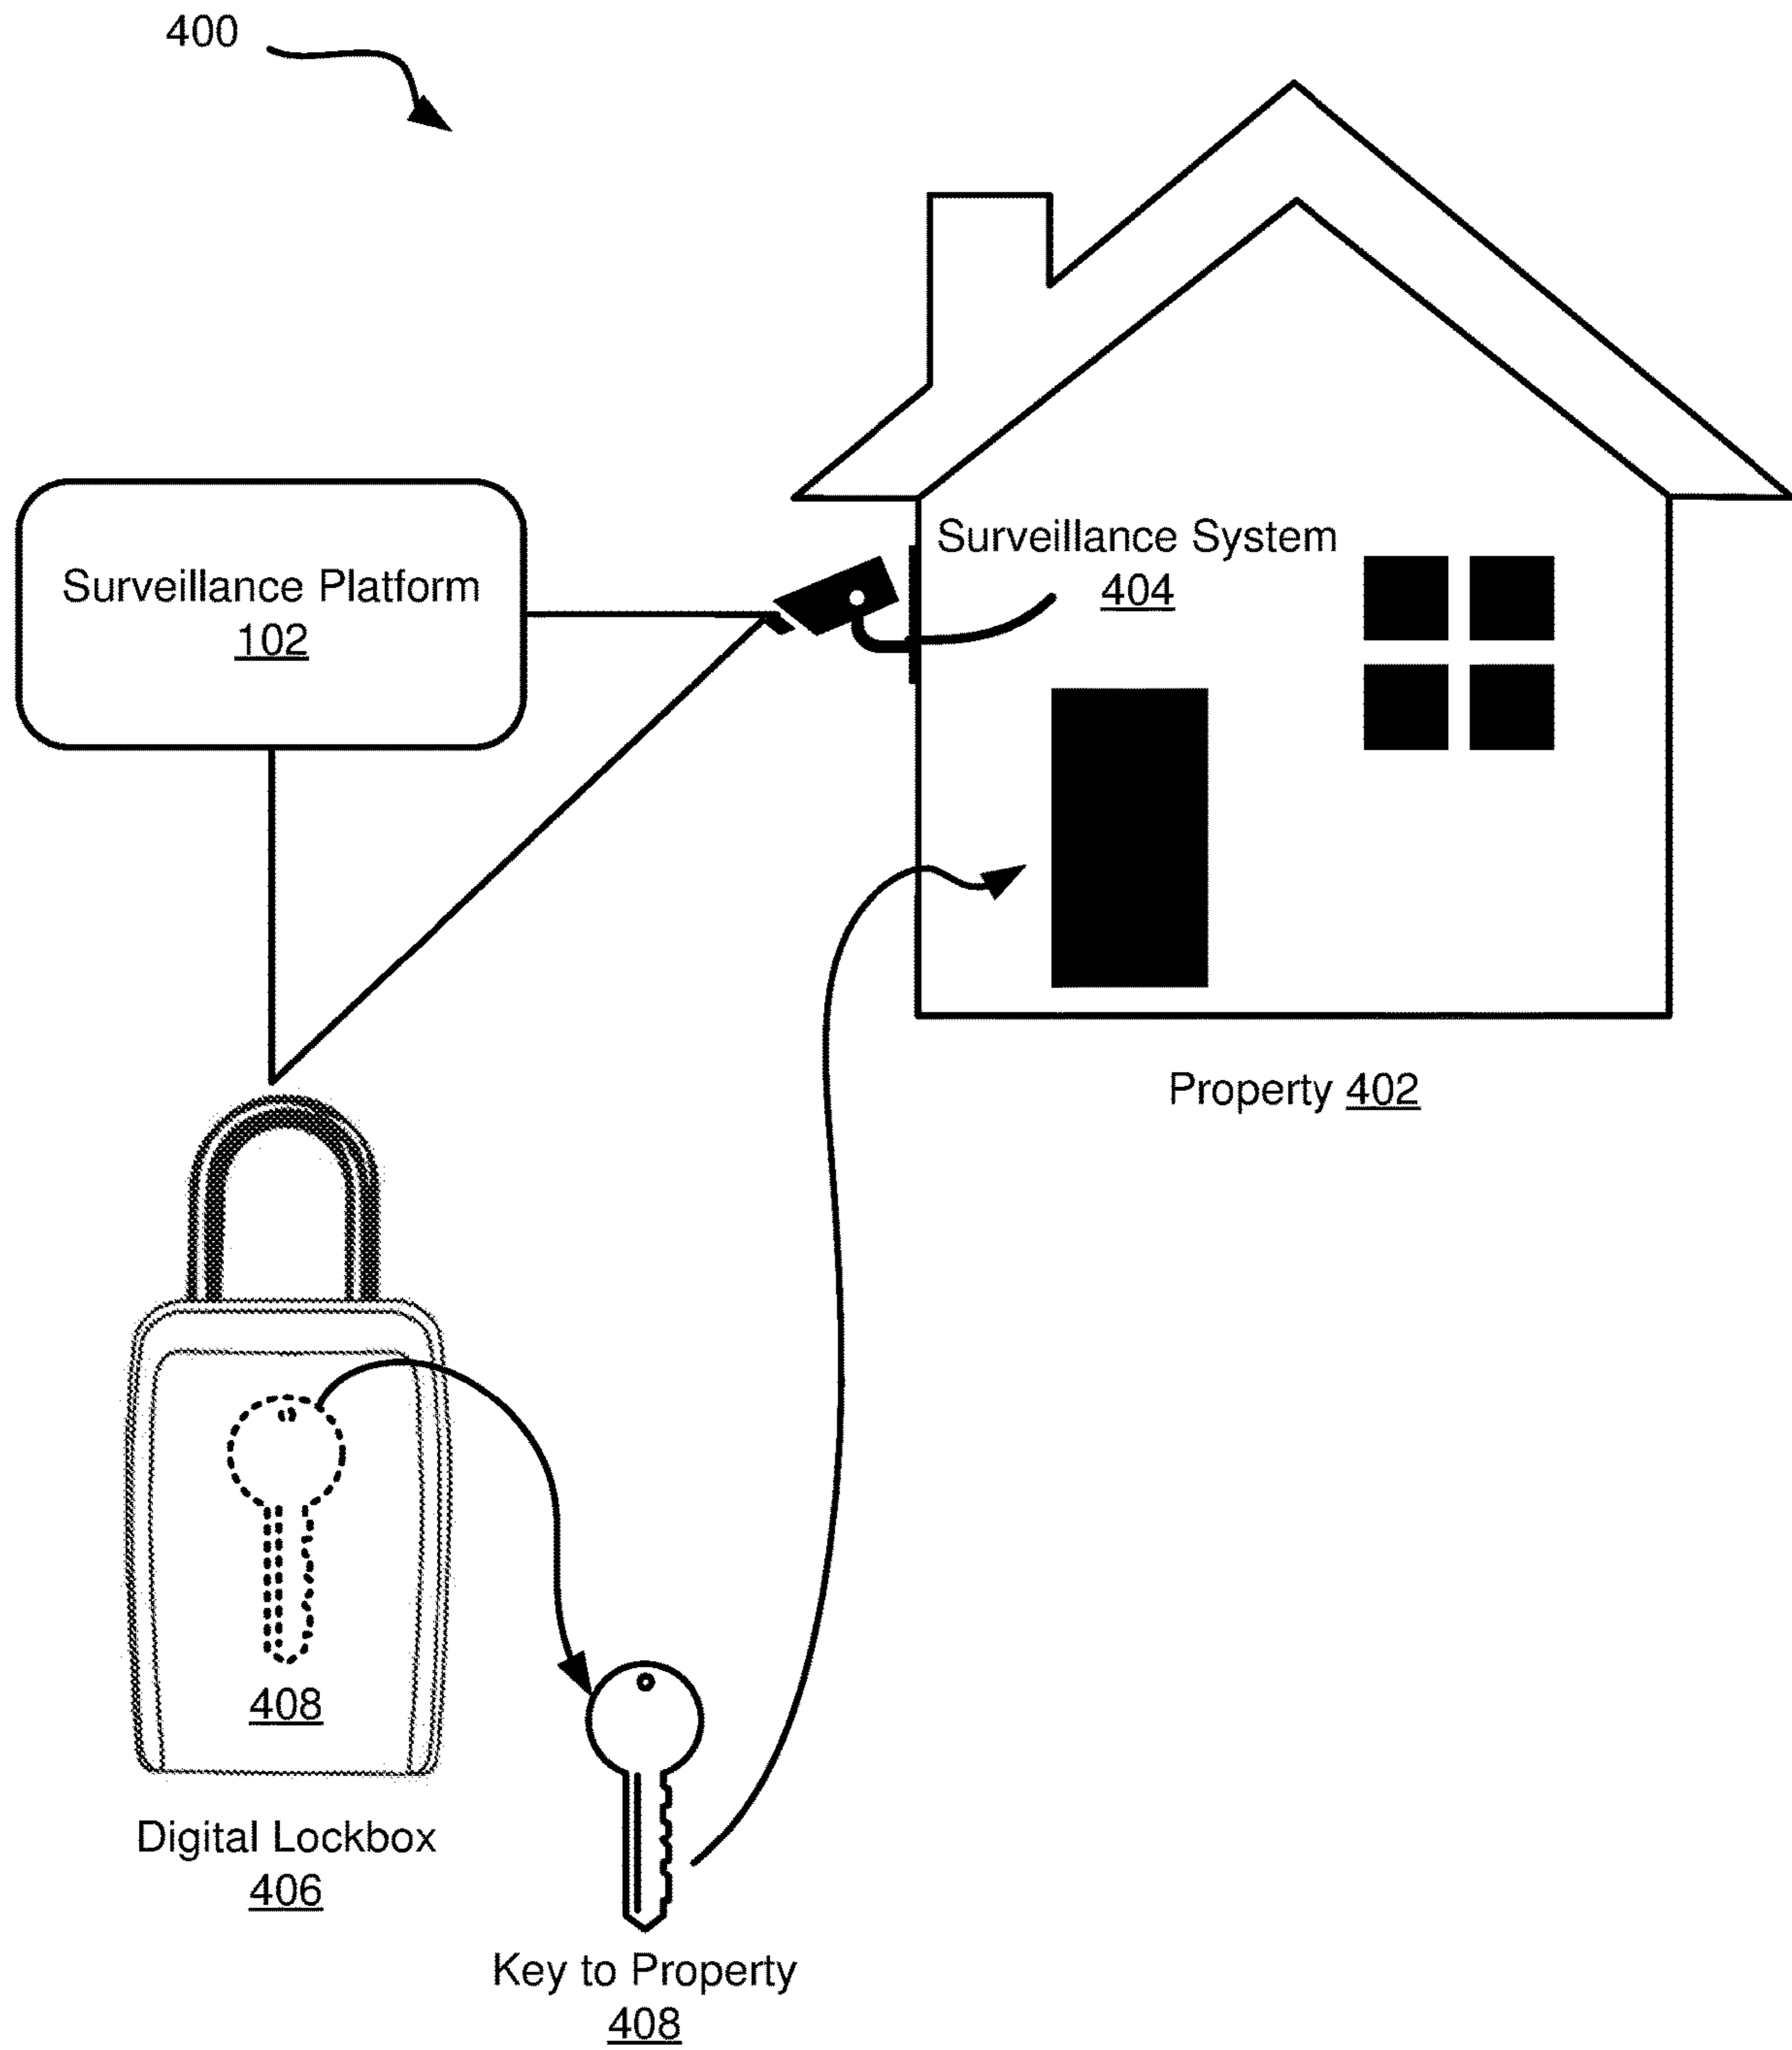 400
Surveillance System
404
Surveillance Platform
102
Property 402
408
Digital Lockbox
406
Key to Property
408